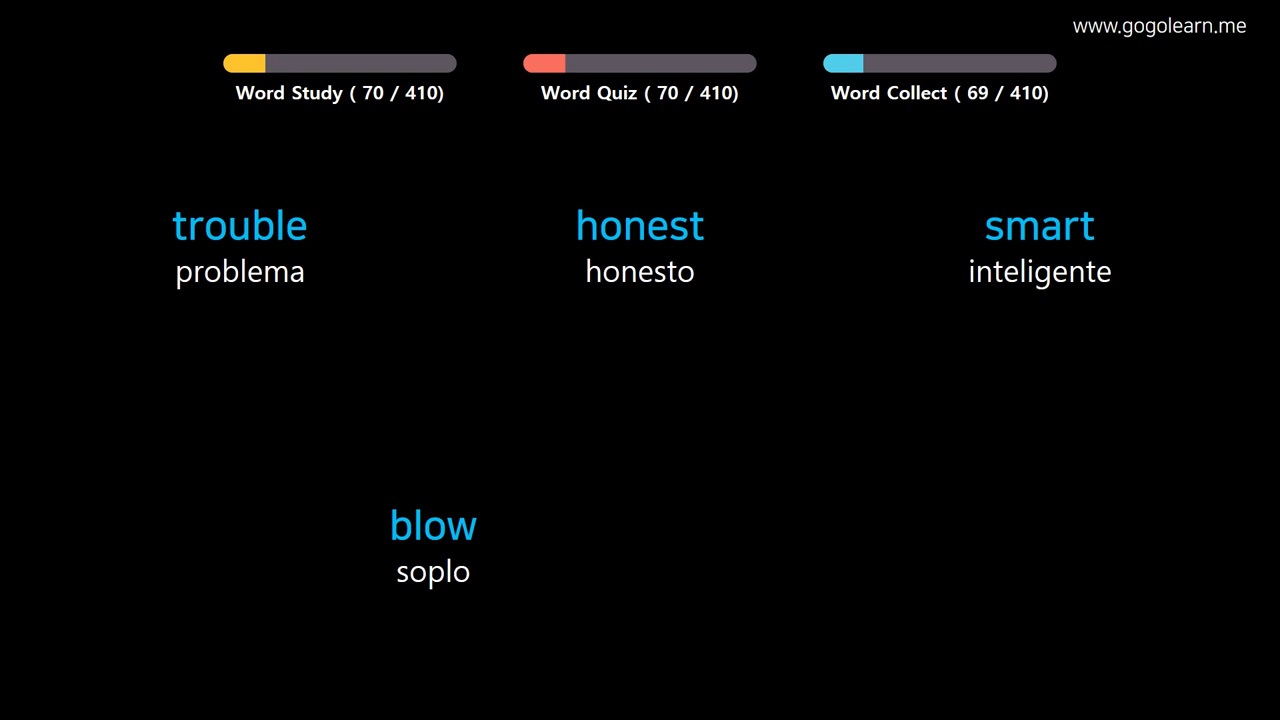 www.gogolearn.me
Word Study ( 70 / 410)
Word Quiz ( 70 / 410)
Word Collect ( 69 / 410)
trouble
problema
honest
honesto
smart
inteligente
blow
soplo